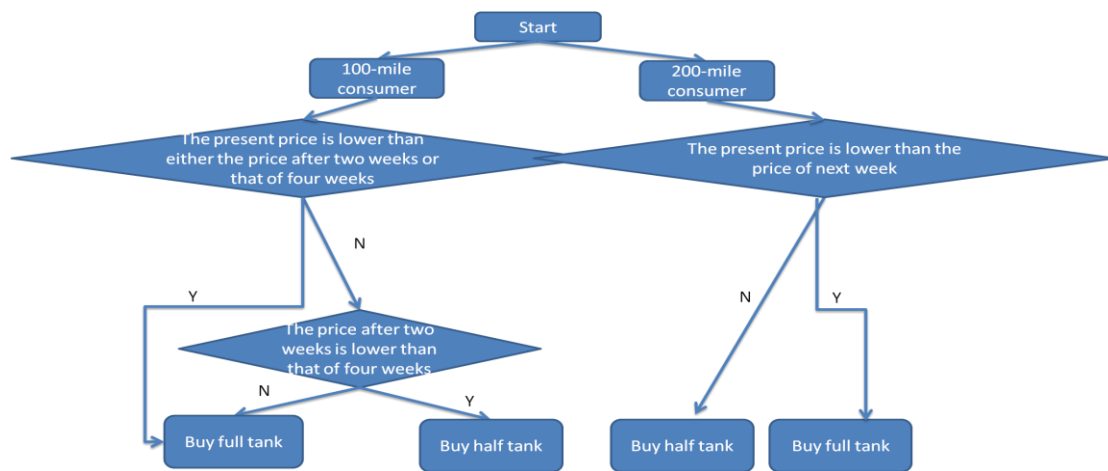 Start
100-mile
consumer
200-mile
consumer
The present price is lower than
either the price after two weeks or
that of four weeks
The present price is lower than the
price of next week
N
Y
N
Y
The price after two
weeks is lower than
that of four weeks
N
Y
Buy full tank
Buy half tank
Buy half tank
Buy full tank